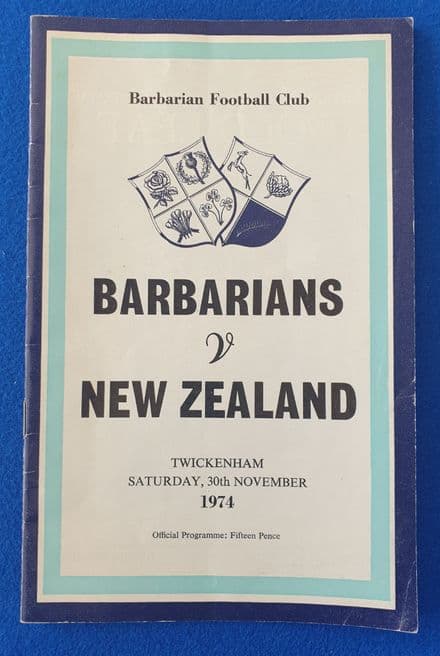 Barbarian Football Club
BARBARIANS
v
NEW ZEALAND
TWICKENHAM
SATURDAY, 30th NOVEMBER
1974
Official Programme: Fifteen Pence